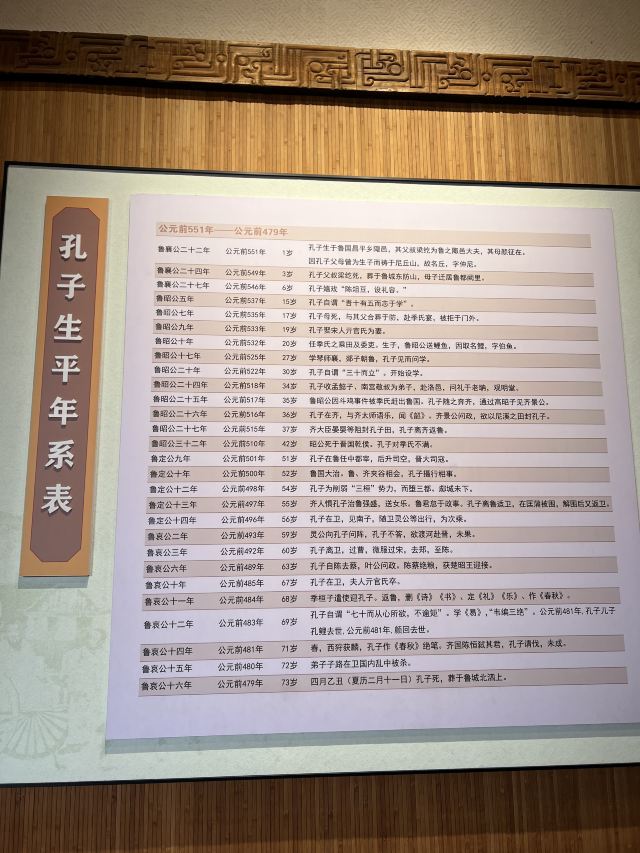 孔子生平年系表
公元前551年——公元前479年
鲁襄公二十二年 公元前551年 1岁 孔子生于鲁国昌平乡陬邑，其父叔梁纥为鲁之陬邑大夫，其母颜征在。
因孔子父母曾为生子而祷于尼丘山，故名丘，字仲尼。
鲁襄公二十四年 公元前549年 3岁 孔子父叔梁纥死，葬于鲁城东防山，母子迁居鲁都阙里。
鲁襄公二十七年 公元前546年 6岁 孔子嬉戏“陈俎豆，设礼容。”
鲁昭公五年 公元前537年 15岁 孔子自谓“吾十有五而志于学”。
鲁昭公七年 公元前535年 17岁 孔子母死，与其父合葬于防，赴季氏宴，被拒于门外。
鲁昭公九年 公元前533年 19岁 孔子娶宋人亓官氏为妻。
鲁昭公十年 公元前532年 20岁 任季氏之乘田及委吏。生子，鲁昭公送鲤鱼，因取名鲤，字伯鱼。
鲁昭公十七年 公元前525年 27岁 学琴师襄，郯子朝鲁，孔子见而问学。
鲁昭公二十年 公元前522年 30岁 孔子自谓“三十而立”。开始设学。
鲁昭公二十四年 公元前518年 34岁 孔子收孟懿子、南宫敬叔为弟子，赴洛邑，问礼于老聃，观明堂。
鲁昭公二十五年 公元前517年 35岁 鲁昭公因斗鸡事件被季氏赶出鲁国。孔子随之弃齐，通过高昭子见齐景公。
鲁昭公二十六年 公元前516年 36岁 孔子在齐，与齐太师语乐，闻《韶》。齐景公问政，欲以尼溪之田封孔子。
鲁昭公二十七年 公元前515年 37岁 齐大臣晏婴等阻封孔子田，孔子离齐返鲁。
鲁昭公三十二年 公元前510年 42岁 昭公死于晋国乾侯。孔子对季氏不满。
鲁定公九年 公元前501年 51岁 孔子在鲁任中都宰，后升司空，晋大司寇。
鲁定公十年 公元前500年 52岁 鲁国大治。鲁、齐夹谷相会，孔子摄行相事。
鲁定公十二年 公元前498年 54岁 孔子为削弱“三桓”势力，而堕三都。郕城未下。
鲁定公十三年 公元前497年 55岁 齐人惧孔子治鲁强盛，送女乐，鲁君怠于政事。孔子离鲁适卫，在匡蒲被围，解围后又返卫。
鲁定公十四年 公元前496年 56岁 孔子在卫，见南子，随卫灵公等出行，为次乘。
鲁哀公二年 公元前493年 59岁 灵公向孔子问阵，孔子不答，欲渡河赴晋，未果。
鲁哀公三年 公元前492年 60岁 孔子离卫，过曹，微服过宋，去郑，至陈。
鲁哀公六年 公元前489年 63岁 孔子自陈去蔡，叶公问政。陈蔡绝粮，获楚昭王迎接。
鲁哀公十年 公元前485年 67岁 孔子在卫，夫人亓官氏卒。
鲁哀公十一年 公元前484年 68岁 季桓子遣使迎孔子，返鲁，删《诗》《书》、定《礼》《乐》、作《春秋》。
鲁哀公十二年 公元前483年 69岁 孔子自谓“七十而从心所欲，不逾矩”。学《易》，“韦编三绝”。公元前481年，孔子儿子
孔鲤去世，公元前481年，颜回去世。
鲁哀公十四年 公元前481年 71岁 春，西狩获麟，孔子作《春秋》绝笔。齐国陈恒弑其君，孔子请伐，未成。
鲁哀公十五年 公元前480年 72岁 弟子子路在卫国内乱中被杀。
鲁哀公十六年 公元前479年 73岁 四月乙丑（夏历二月十一日）孔子死，葬于鲁城北泗上。